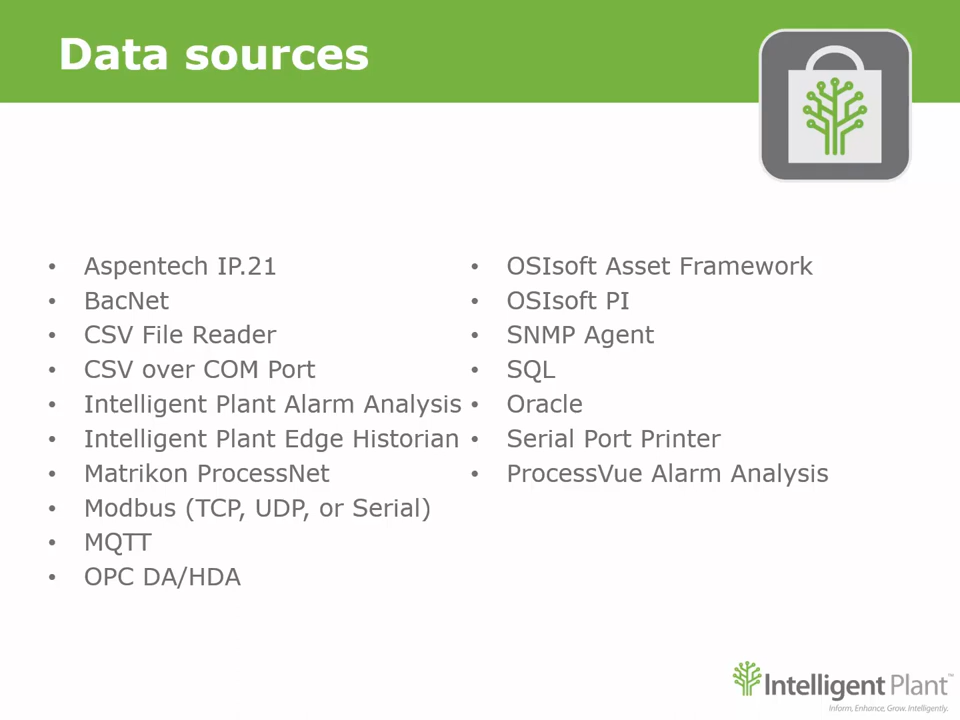 Data sources
• Aspentech IP.21
• BacNet
• CSV File Reader
• CSV over COM Port
• Intelligent Plant Alarm Analysis
• Intelligent Plant Edge Historian
• Matrikon ProcessNet
• Modbus (TCP, UDP, or Serial)
• MQTT
• OPC DA/HDA
• OSIsoft Asset Framework
• OSIsoft PI
• SNMP Agent
• SQL
• Oracle
• Serial Port Printer
• ProcessVue Alarm Analysis
Intelligent Plant™
Inform, Enhance, Grow. Intelligently.